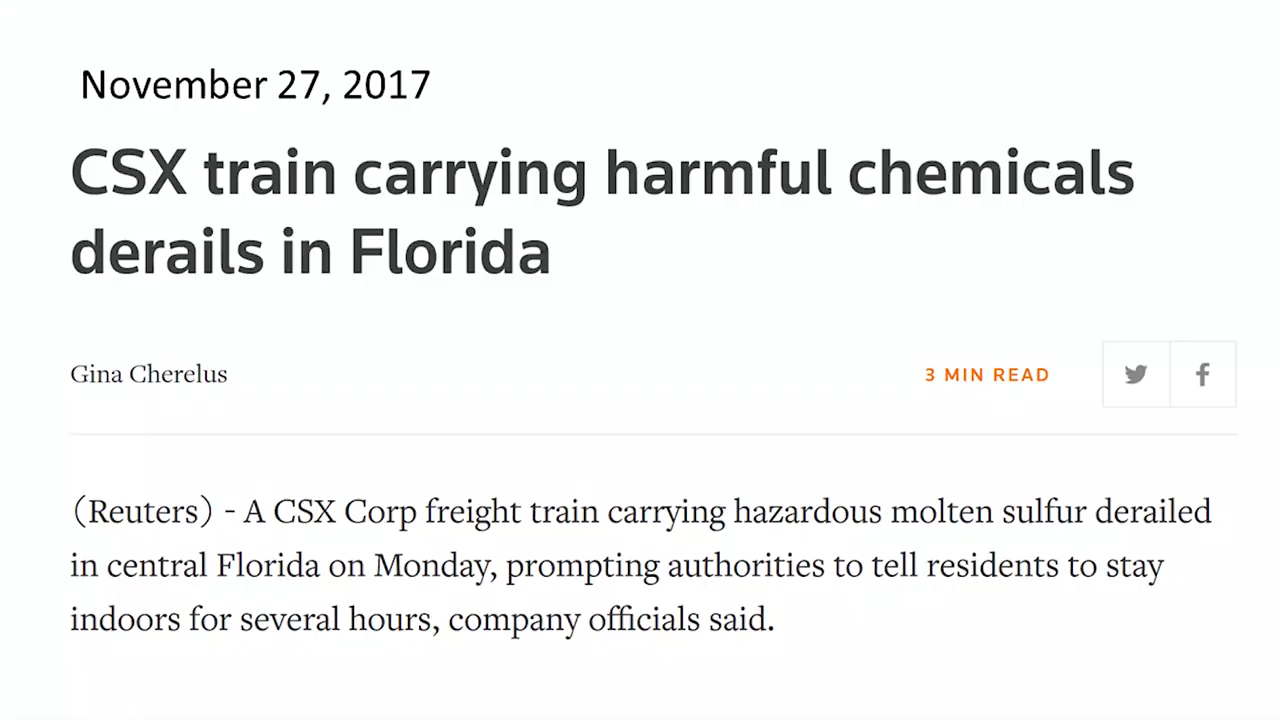 November 27, 2017
CSX train carrying harmful chemicals
derails in Florida
Gina Cherelus
3 MIN READ
(Reuters) - A CSX Corp freight train carrying hazardous molten sulfur derailed
in central Florida on Monday, prompting authorities to tell residents to stay
indoors for several hours, company officials said.